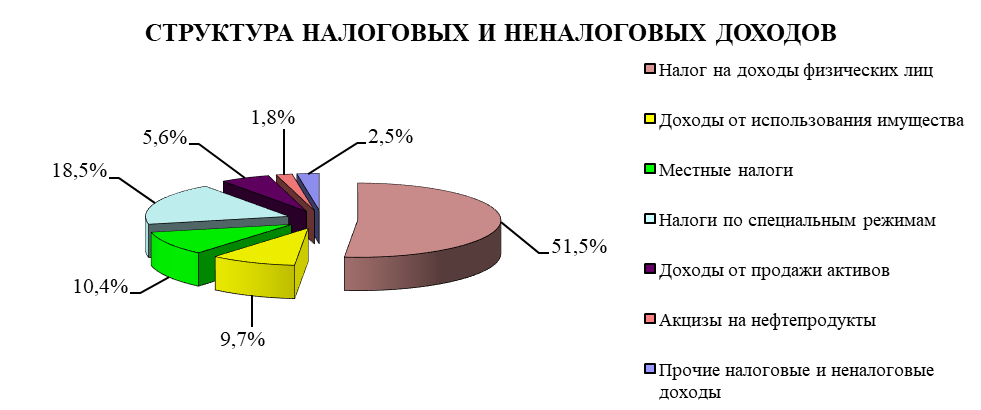 СТРУКТУРА НАЛОГОВЫХ И НЕНАЛОГОВЫХ ДОХОДОВ
Налог на доходы физических лиц
Доходы от использования имущества
Местные налоги
Налоги по специальным режимам
Доходы от продажи активов
Акцизы на нефтепродукты
Прочие налоговые и неналоговые
доходы
1,8%
2,5%
5,6%
18,5%
51,5%
10,4%
9,7%